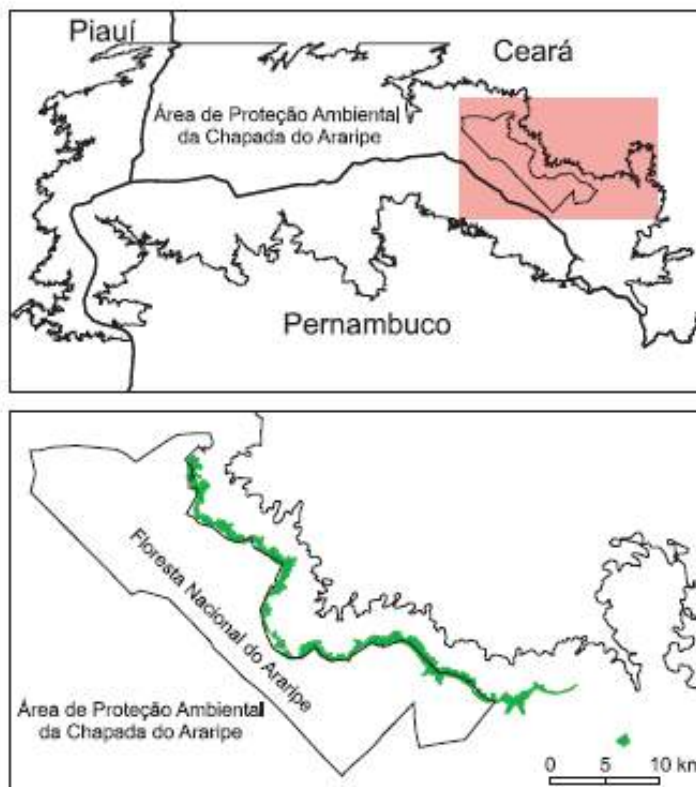 Piauí
Ceará
Área de Proteção Ambiental
da Chapada do Araripe
Pernambuco
Floresta Nacional do Araripe
Área de Proteção Ambiental
da Chapada do Araripe
0 5 10 km